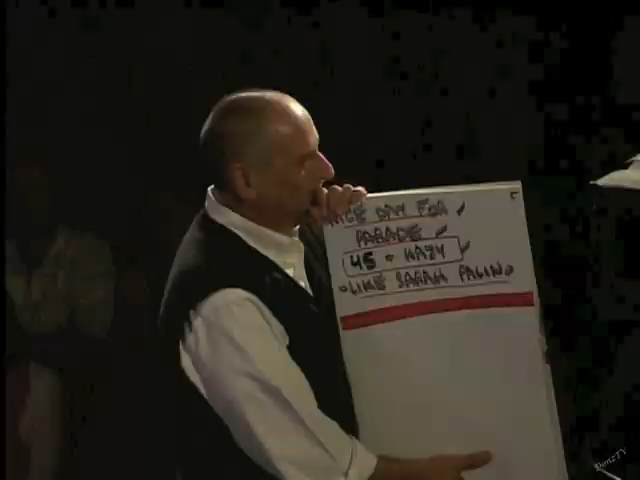 NICE DAY FOR
PARADE
45 • HAZY
•LIKE SARAH PALIN•